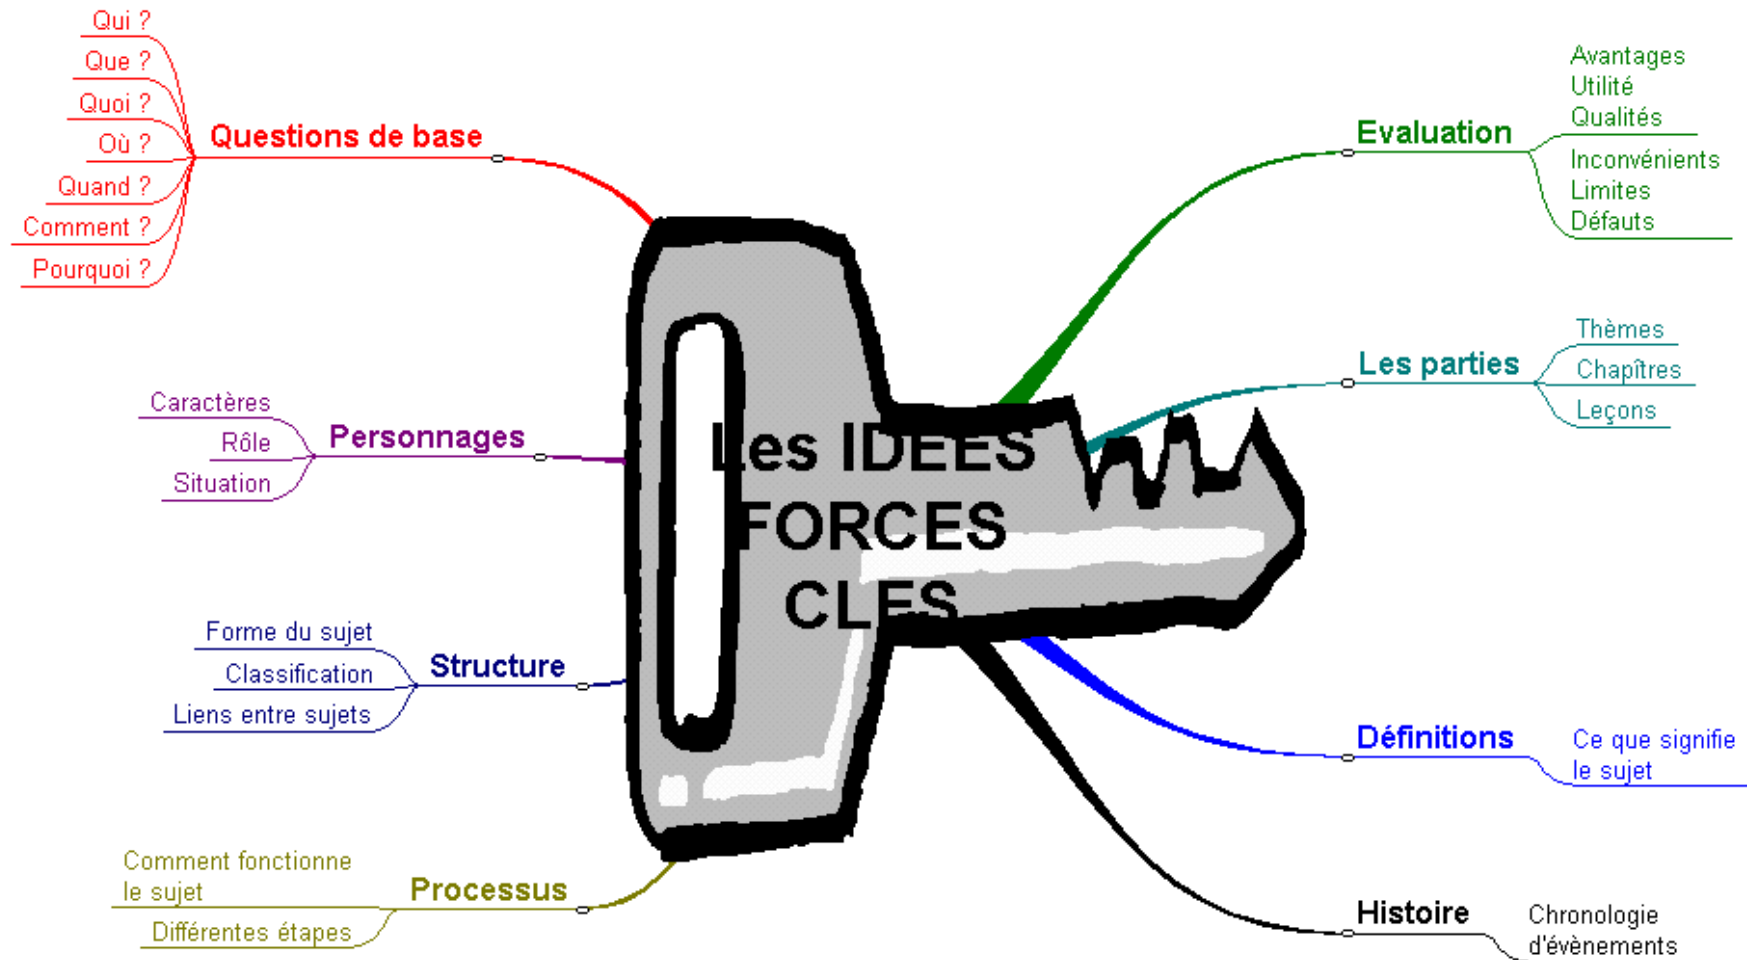 Les IDEES
FORCES
CLES
Questions de base
Qui ?
Que ?
Quoi ?
Où ?
Quand ?
Comment ?
Pourquoi ?
Personnages
Caractères
Rôle
Situation
Structure
Forme du sujet
Classification
Liens entre sujets
Processus
Comment fonctionne
le sujet
Différentes étapes
Evaluation
Avantages
Utilité
Qualités
Inconvénients
Limites
Défauts
Les parties
Thèmes
Chapîtres
Leçons
Définitions
Ce que signifie
le sujet
Histoire
Chronologie
d'évènements